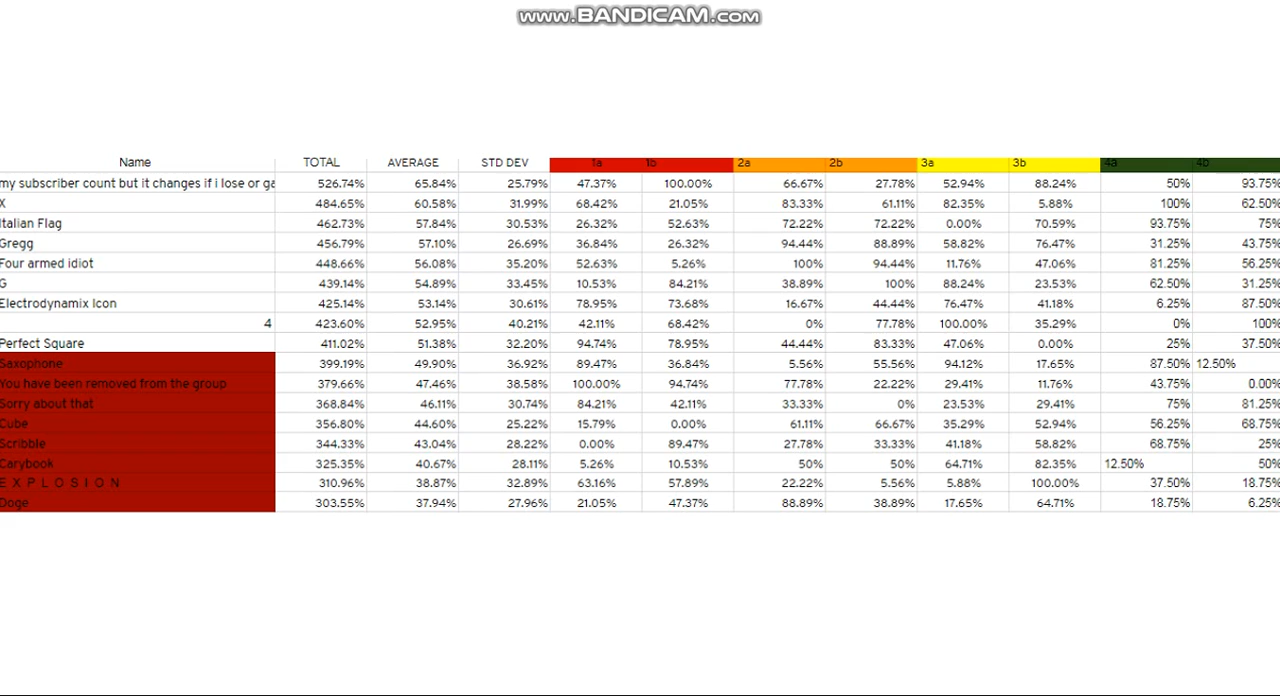 www.BANDICAM.com
Name TOTAL AVERAGE STD DEV 1a 1b 2a 2b 3a 3b 4a 4b
my subscriber count but it changes if i lose or ga 526.74% 65.84% 25.79% 47.37% 100.00% 66.67% 27.78% 52.94% 88.24% 50% 93.75%
X 484.65% 60.58% 31.99% 68.42% 21.05% 83.33% 61.11% 82.35% 5.88% 100% 62.50%
Italian Flag 462.73% 57.84% 30.53% 26.32% 52.63% 72.22% 72.22% 0.00% 70.59% 93.75% 75%
Gregg 456.79% 57.10% 26.69% 36.84% 26.32% 94.44% 88.89% 58.82% 76.47% 31.25% 43.75%
Four armed idiot 448.66% 56.08% 35.20% 52.63% 5.26% 100% 94.44% 11.76% 47.06% 81.25% 56.25%
G 439.14% 54.89% 33.45% 10.53% 84.21% 38.89% 100% 88.24% 23.53% 62.50% 31.25%
Electrodynamix Icon 425.14% 53.14% 30.61% 78.95% 73.68% 16.67% 44.44% 76.47% 41.18% 6.25% 87.50%
4 423.60% 52.95% 40.21% 42.11% 68.42% 0% 77.78% 100.00% 35.29% 0% 100%
Perfect Square 411.02% 51.38% 32.20% 94.74% 78.95% 44.44% 83.33% 47.06% 0.00% 25% 37.50%
Saxophone 399.19% 49.90% 36.92% 89.47% 36.84% 5.56% 55.56% 94.12% 17.65% 87.50% 12.50%
You have been removed from the group 379.66% 47.46% 38.58% 100.00% 94.74% 77.78% 22.22% 29.41% 11.76% 43.75% 0.00%
Sorry about that 368.84% 46.11% 30.74% 84.21% 42.11% 33.33% 0% 23.53% 29.41% 75% 81.25%
Cube 356.80% 44.60% 25.22% 15.79% 0.00% 61.11% 66.67% 35.29% 52.94% 56.25% 68.75%
Scribble 344.33% 43.04% 28.22% 0.00% 89.47% 27.78% 33.33% 41.18% 58.82% 68.75% 25%
Carybook 325.35% 40.67% 28.11% 5.26% 10.53% 50% 50% 64.71% 82.35% 12.50% 50%
E X P L O S I O N 310.96% 38.87% 32.89% 63.16% 57.89% 22.22% 5.56% 5.88% 100.00% 37.50% 18.75%
Doge 303.55% 37.94% 27.96% 21.05% 47.37% 88.89% 38.89% 17.65% 64.71% 18.75% 6.25%